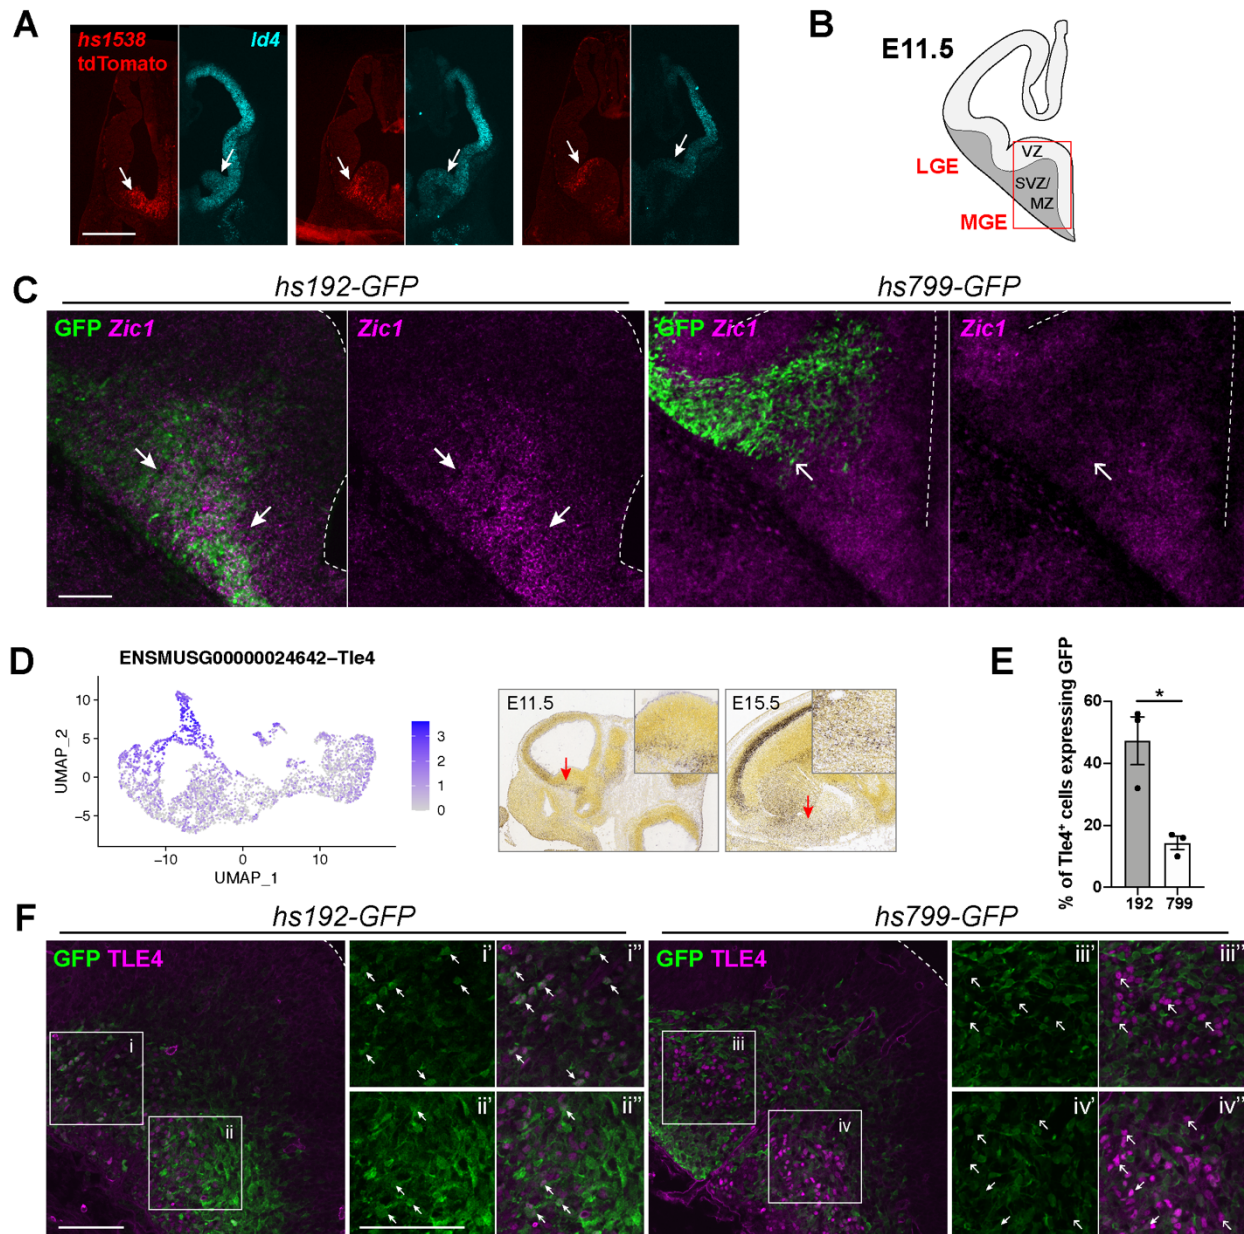 A
hs1538
tdTomato
Id4
B
E11.5
VZ
LGE
SVZ/
MZ
MGE
C
hs192-GFP
hs799-GFP
GFP Zic1
Zic1
GFP Zic1
Zic1
D
ENSMUSG00000024642–Tle4
UMAP_2
10
5
0
−5
−10
0
10
UMAP_1
3
2
1
0
E11.5
E15.5
E
% of Tle4+ cells expressing GFP
60
40
20
0
*
192
799
F
hs192-GFP
hs799-GFP
GFP TLE4
i
ii
i'
i"
ii'
ii"
GFP TLE4
iii
iv
iii'
iii"
iv'
iv"